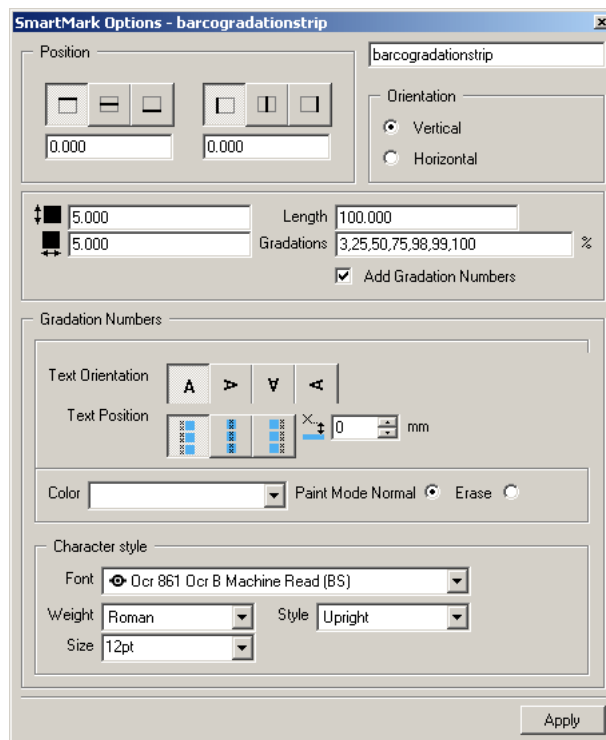 SmartMark Options - barcogradationstrip
Position
barcogradationstrip
0.000 0.000
Orientation
Vertical
Horizontal
5.000 Length 100.000
5.000 Gradations 3,25,50,75,98,99,100 %
Add Gradation Numbers
Gradation Numbers
Text Orientation A A A A
Text Position X... 0 mm
Color Paint Mode Normal Erase
Character style
Font Ocr 861 Ocr B Machine Read (BS)
Weight Roman Style Upright
Size 12pt
Apply